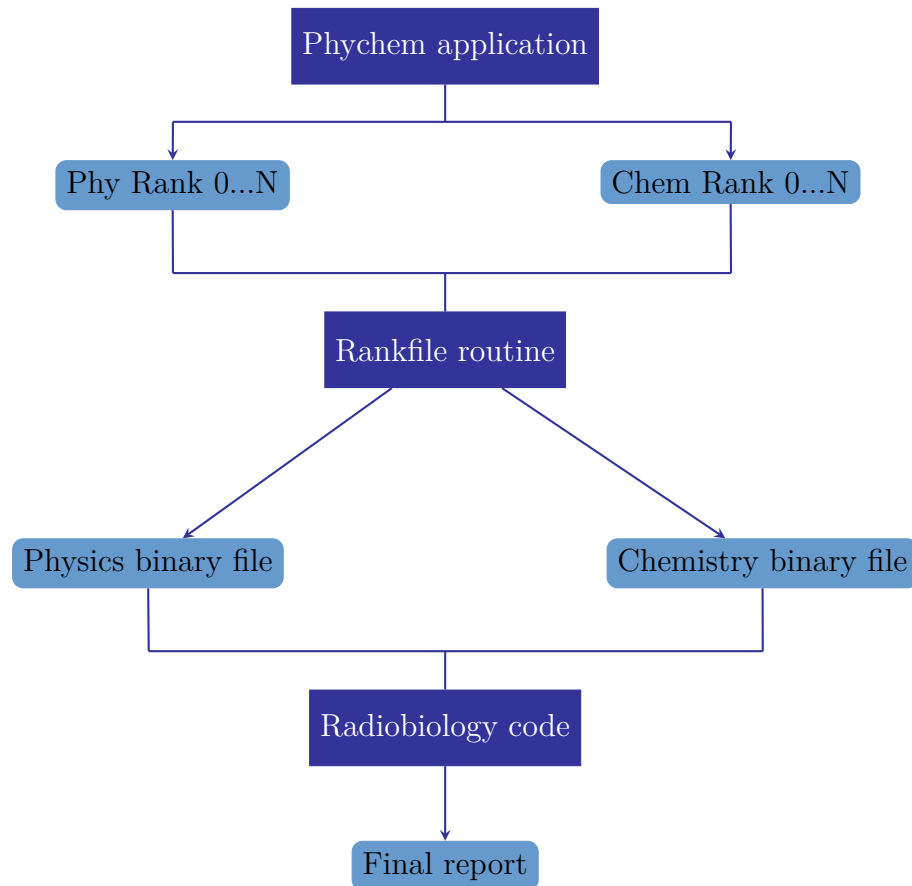 Phychem application
Phy Rank 0...N
Chem Rank 0...N
Rankfile routine
Physics binary file
Chemistry binary file
Radiobiology code
Final report